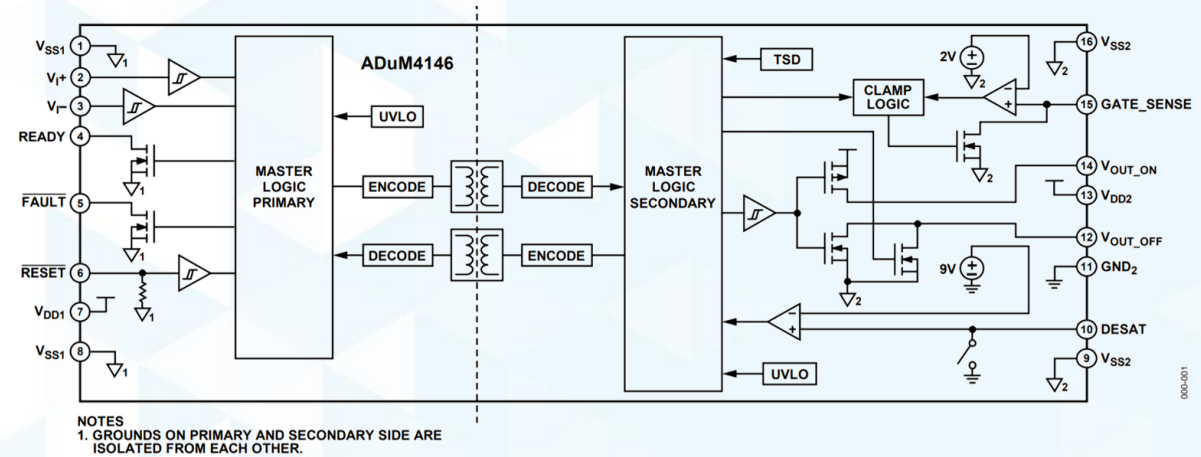 ADuM4146
VSS1 1
VI+ 2
VI− 3
READY 4
FAULT 5
RESET 6
VDD1 7
VSS1 8
1
1
1
1
1
MASTER
LOGIC
PRIMARY
UVLO
ENCODE
DECODE
DECODE
ENCODE
MASTER
LOGIC
SECONDARY
TSD
CLAMP
LOGIC
2V
+
−
2
−
+
2
2
9V
+
−
−
+
UVLO
2
2
16 VSS2
15 GATE_SENSE
14 VOUT_ON
13 VDD2
12 VOUT_OFF
11 GND2
10 DESAT
9 VSS2
000-001
NOTES
1. GROUNDS ON PRIMARY AND SECONDARY SIDE ARE
ISOLATED FROM EACH OTHER.